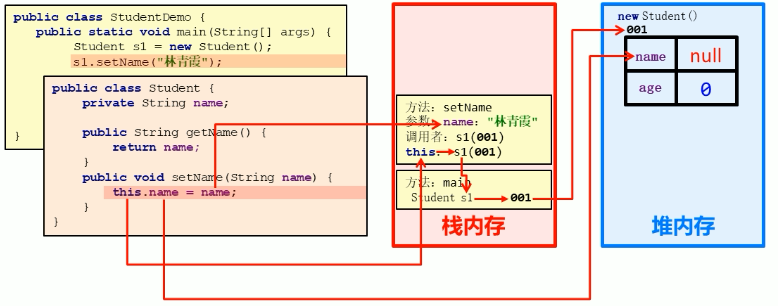 public class StudentDemo {
public static void main(String[] args) {
Student s1 = new Student();
s1.setName("林青霞");
}
public class Student {
private String name;
public String getName() {
return name;
}
public void setName(String name) {
this.name = name;
}
}
方法: setName
参数: name: "林青霞"
调用者: s1(001)
this: s1(001)
方法: main
Student s1 001
栈内存
new Student()
001
name null
age 0
堆内存